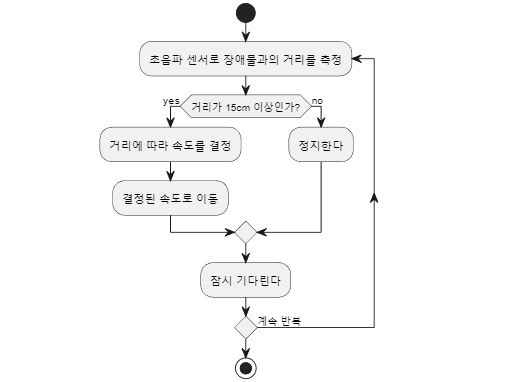 초음파 센서로 장애물과의 거리를 측정
yes
거리가 15cm 이상인가?
no
거리에 따라 속도를 결정
정지한다
결정된 속도로 이동
잠시 기다린다
계속 반복